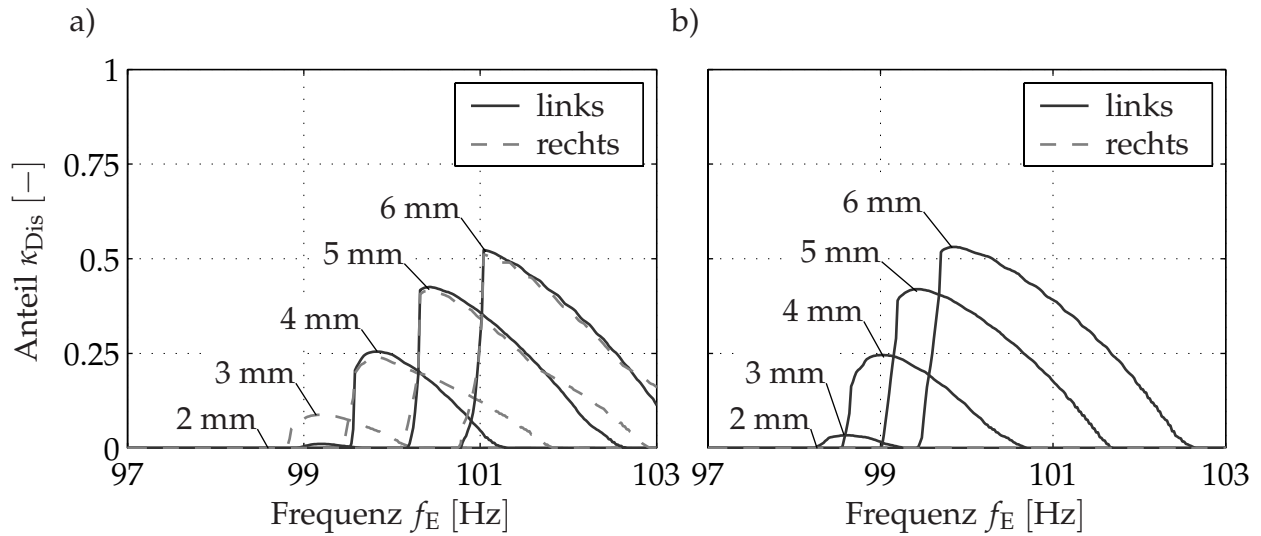 a)
1
0.75
0.5
0.25
0
Anteil κ_Dis [−]
links
rechts
6 mm
5 mm
4 mm
3 mm
2 mm
97
99
101
103
Frequenz f_E [Hz]
b)
links
rechts
6 mm
5 mm
4 mm
3 mm
2 mm
97
99
101
103
Frequenz f_E [Hz]